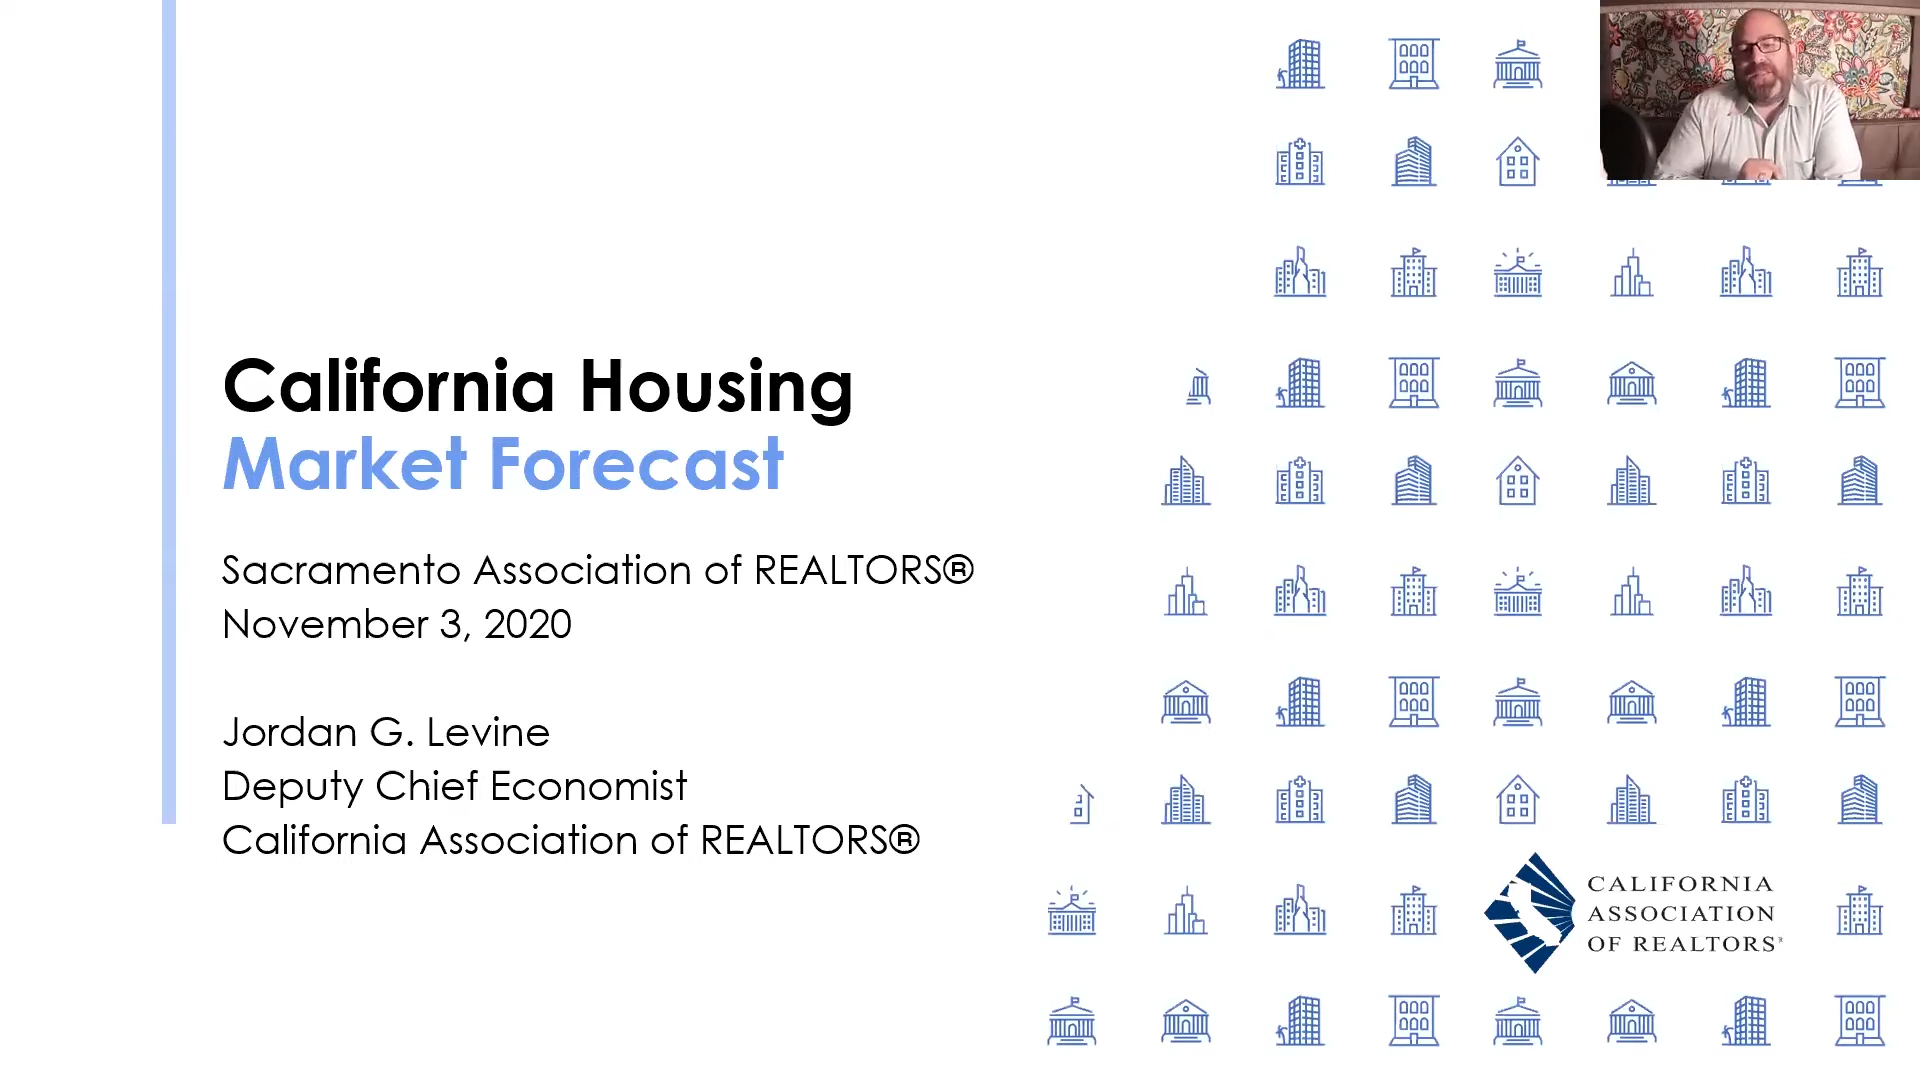 California Housing
Market Forecast
Sacramento Association of REALTORS®
November 3, 2020
Jordan G. Levine
Deputy Chief Economist
California Association of REALTORS®
CALIFORNIA
ASSOCIATION
OF REALTORS®